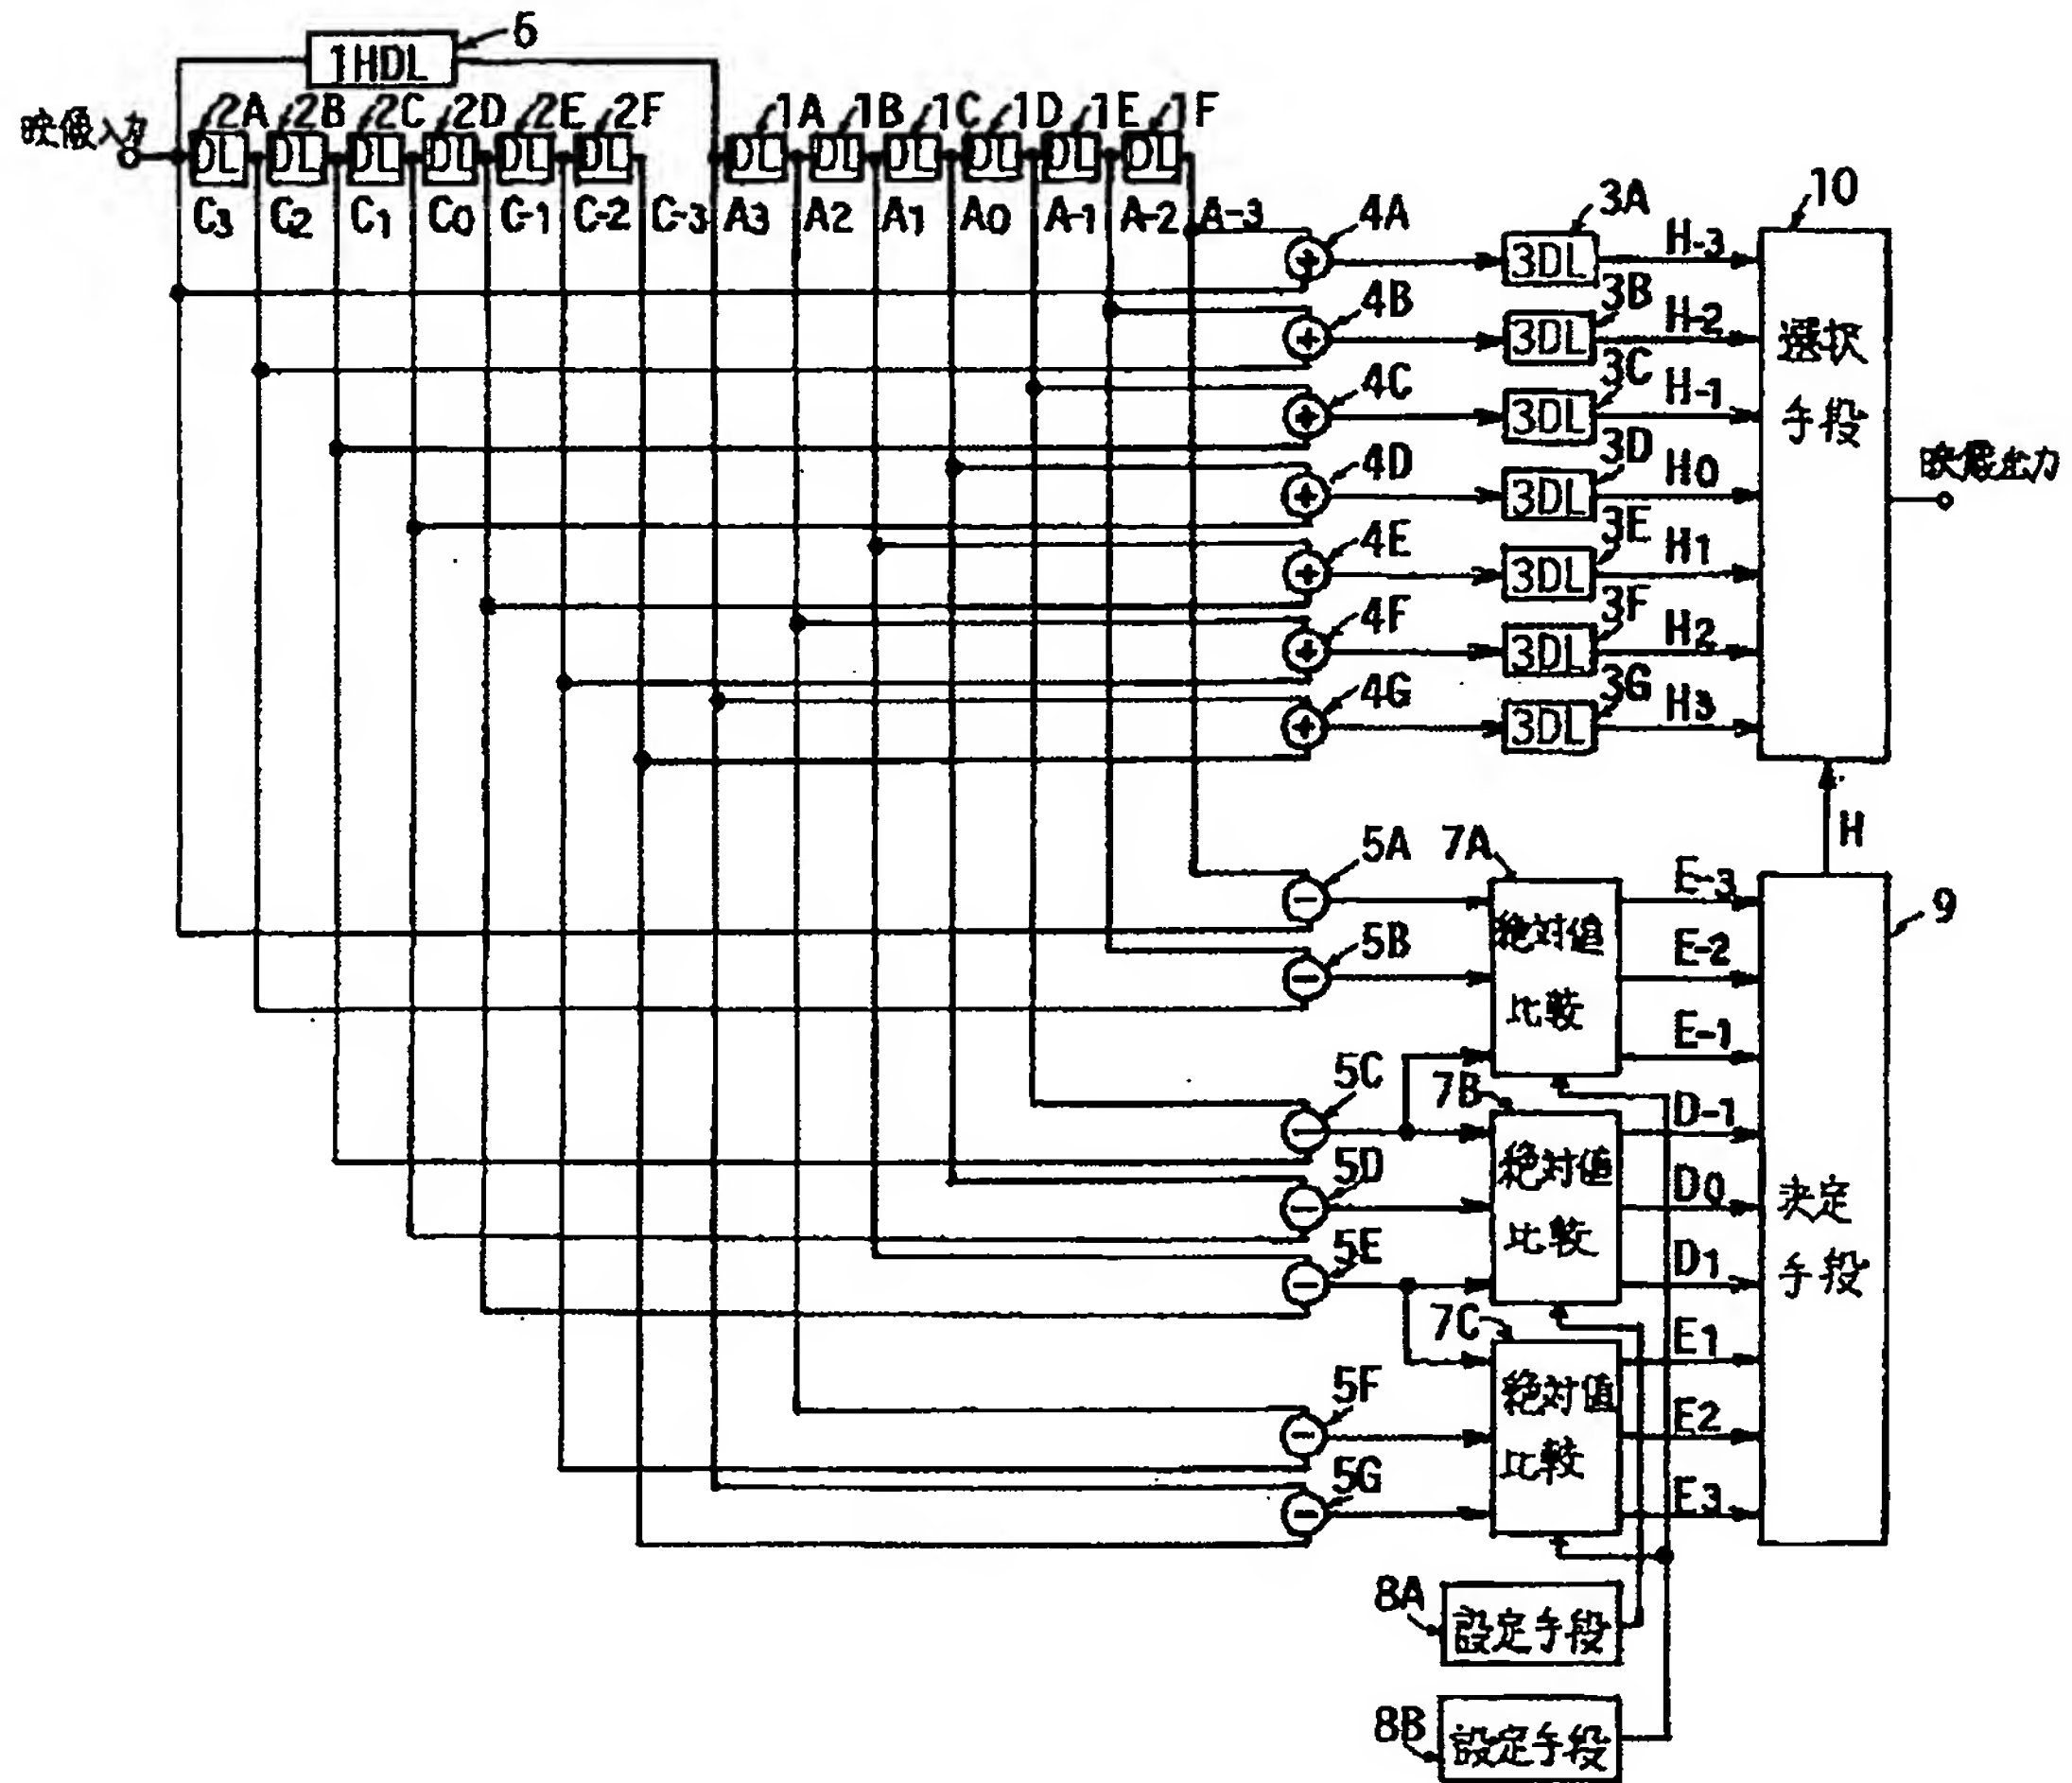 6
1HDL
2A 2B 2C 2D 2E 2F 1A 1B 1C 1D 1E 1F
映像入力
DL DL DL DL DL DL DL DL DL DL DL DL
C3 C2 C1 C0 C-1 C-2 C-3 A3 A2 A1 A0 A-1 A-2 A-3
4A 3DL 3A H-3
4B 3DL 3B H-2
4C 3DL 3C H-1
4D 3DL 3D H0
4E 3DL 3E H1
4F 3DL 3F H2
4G 3DL 3G H3
10
選択
手段
映像出力
H
5A 7A E-3
5B 絶対値 E-2
比較 E-1
9
5C 7B D-1
5D 絶対値 D0
5E 比較 D1
決定
手段
7C E1
5F 絶対値 E2
5G 比較 E3
8A 設定手段
8B 設定手段